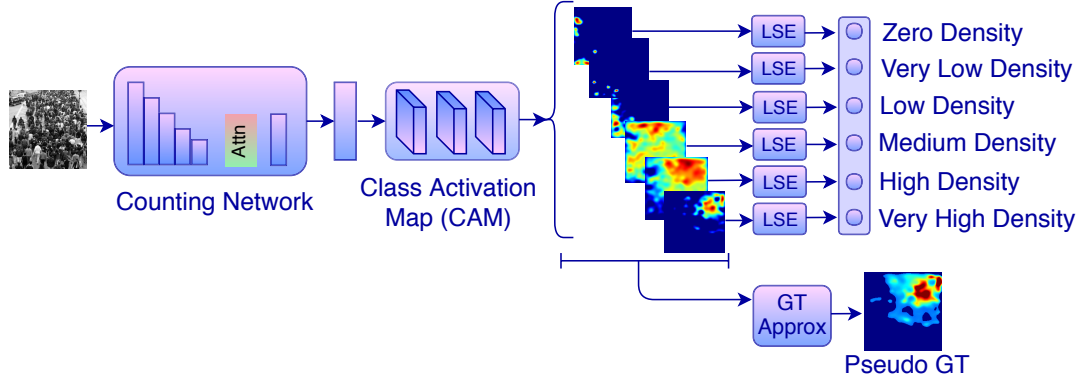 LSE
Zero Density
LSE
Very Low Density
LSE
Low Density
Attn
LSE
Medium Density
LSE
High Density
LSE
Very High Density
Counting Network
Class Activation
Map (CAM)
GT
Approx
Pseudo GT